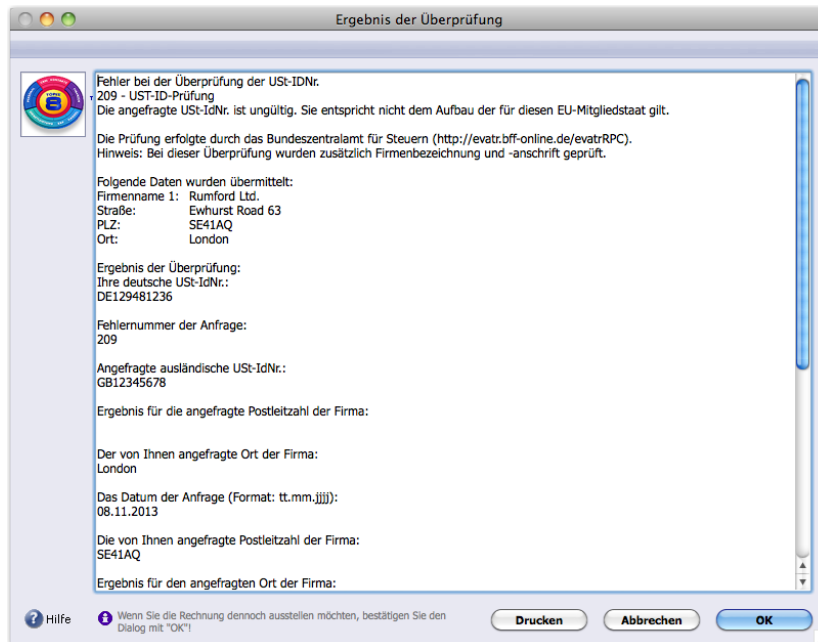 Ergebnis der Überprüfung
Fehler bei der Überprüfung der USt-IDNr.
209 - UST-ID-Prüfung
Die angefragte USt-IdNr. ist ungültig. Sie entspricht nicht dem Aufbau der für diesen EU-Mitgliedstaat gilt.
Die Prüfung erfolgte durch das Bundeszentralamt für Steuern (http://evatr.bff-online.de/evatrRPC).
Hinweis: Bei dieser Überprüfung wurden zusätzlich Firmenbezeichnung und -anschrift geprüft.
Folgende Daten wurden übermittelt:
Firmenname 1: Rumford Ltd.
Straße: Ewhurst Road 63
PLZ: SE41AQ
Ort: London
Ergebnis der Überprüfung:
Ihre deutsche USt-IdNr.:
DE129481236
Fehlernummer der Anfrage:
209
Angefragte ausländische USt-IdNr.:
GB12345678
Ergebnis für die angefragte Postleitzahl der Firma:
Der von Ihnen angefragte Ort der Firma:
London
Das Datum der Anfrage (Format: tt.mm.jjjj):
08.11.2013
Die von Ihnen angefragte Postleitzahl der Firma:
SE41AQ
Ergebnis für den angefragten Ort der Firma:
Hilfe
Wenn Sie die Rechnung dennoch ausstellen möchten, bestätigen Sie den
Dialog mit "OK"!
Drucken
Abbrechen
OK